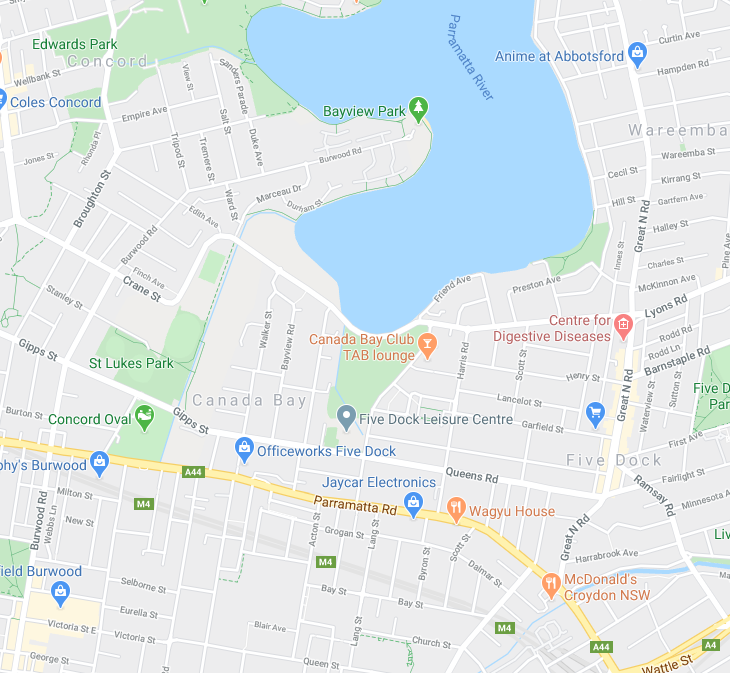 Edwards Park
Concord
Wellbank St
Coles Concord
View St
Sanders Parade
Empire Ave
Salt St
Duke Ave
Tripod St
Tremere St
Rhonda Pl
Jones St
Broughton St
Parramatta River
Bayview Park
Burwood Rd
Marceau Dr
Durham St
Ward St
Edith Ave
Burwood Rd
Finch Ave
Crane St
Stanley St
Curtin Ave
Anime at Abbotsford
Hampden Rd
Wareemba
Wareemba St
Cecil St
Kirrang St
Gartfern Ave
Hill St
Great N Rd
Halley St
Innes St
Charles St
Pine Ave
McKinnon Ave
Preston Ave
Friend Ave
Lyons Rd
Centre for
Digestive Diseases
Rodd Rd
Rodd Ln
Barnstaple Rd
Gipps St
St Lukes Park
Walker St
Bayview Rd
Canada Bay Club
TAB lounge
Harris Rd
Scott St
Henry St
Great N Rd
Sutton St
Waterview St
Five D
Par
Canada Bay
Lancelot St
Garfield St
Burton St
Concord Oval
Gipps St
Five Dock Leisure Centre
First Ave
Five Dock
Officeworks Five Dock
phy's Burwood
A44
Queens Rd
Fairlight St
Ramsay Rd
Minnesota A
Jaycar Electronics
Parramatta Rd
Wagyu House
Burwood Rd
Webbs Ln
Milton St
M4
New St
Acton St
Lang St
Grogan St
Great N Rd
Liv
Byron St
Scott St
Dalmar St
Harrabrook Ave
M4
field Burwood
Selborne St
Bay St
Bay St
McDonald's
Croydon NSW
Eurella St
Victoria St E
Victoria St
Blair Ave
Lang St
M4
Church St
A44
A4
George St
Queen St
Wattle St